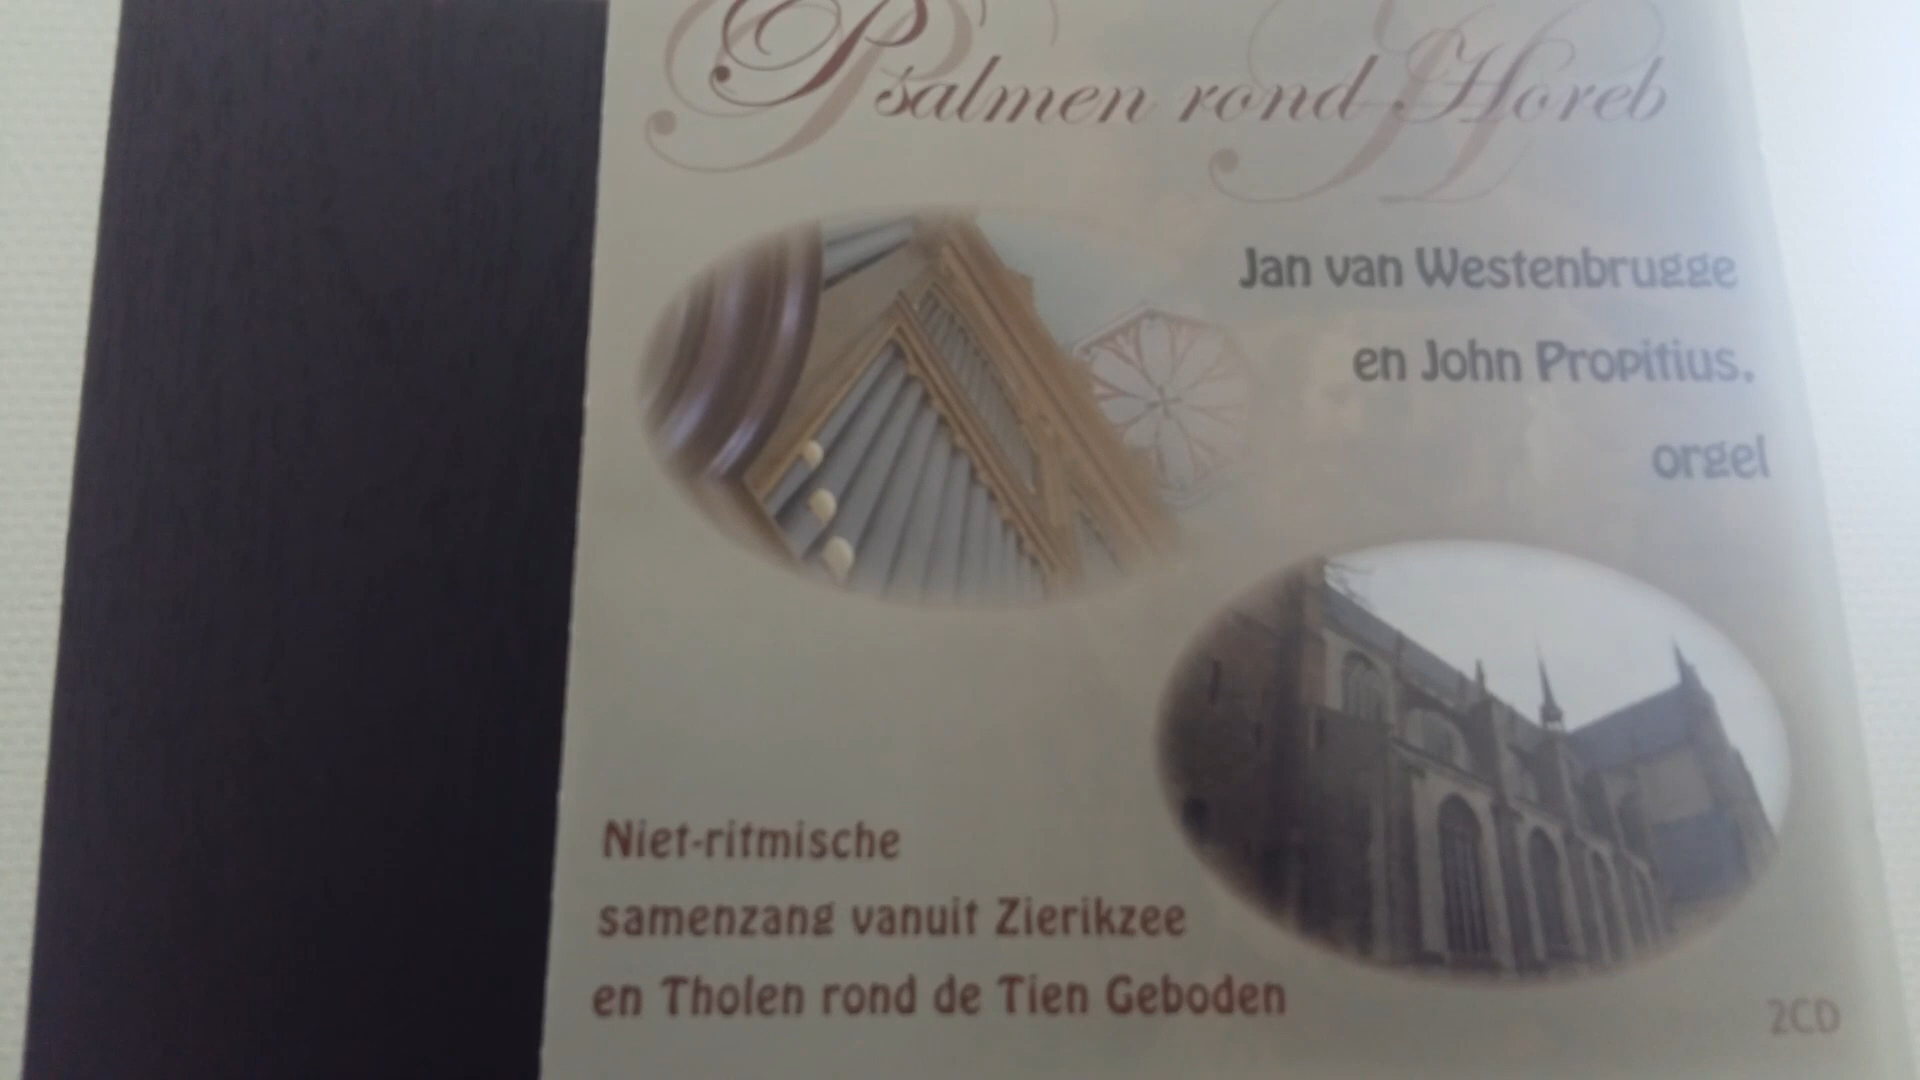 Psalmen rond Horeb
Jan van Westenbrugge
en John Propitius,
orgel
Niet-ritmische
samenzang vanuit Zierikzee
en Tholen rond de Tien Geboden
2CD